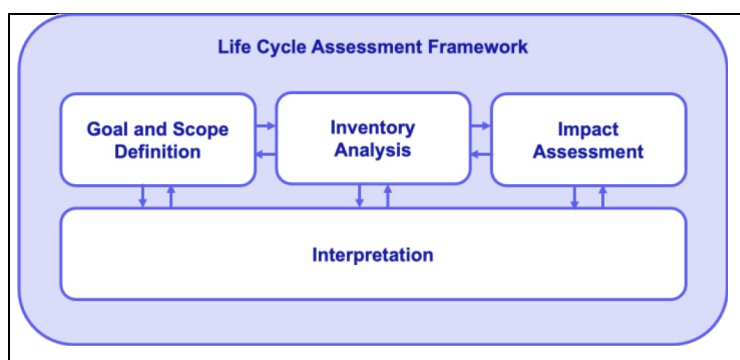 Life Cycle Assessment Framework
Goal and Scope
Definition
Inventory
Analysis
Impact
Assessment
Interpretation